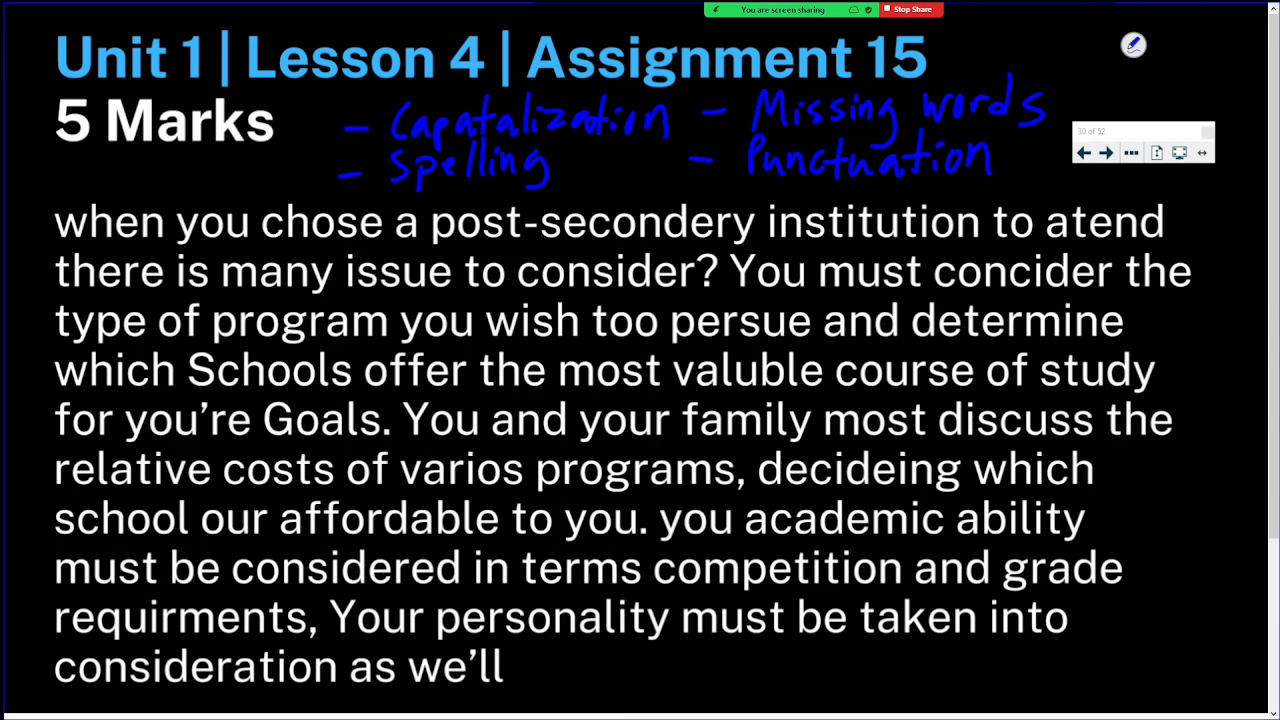 You are screen sharing Stop Share
Unit 1 | Lesson 4 | Assignment 15
5 Marks
- Capatalization - Missing words
- Spelling - Punctuation
30 of 52
when you chose a post-secondery institution to atend
there is many issue to consider? You must concider the
type of program you wish too persue and determine
which Schools offer the most valuble course of study
for you’re Goals. You and your family most discuss the
relative costs of varios programs, decideing which
school our affordable to you. you academic ability
must be considered in terms competition and grade
requirments, Your personality must be taken into
consideration as we’ll